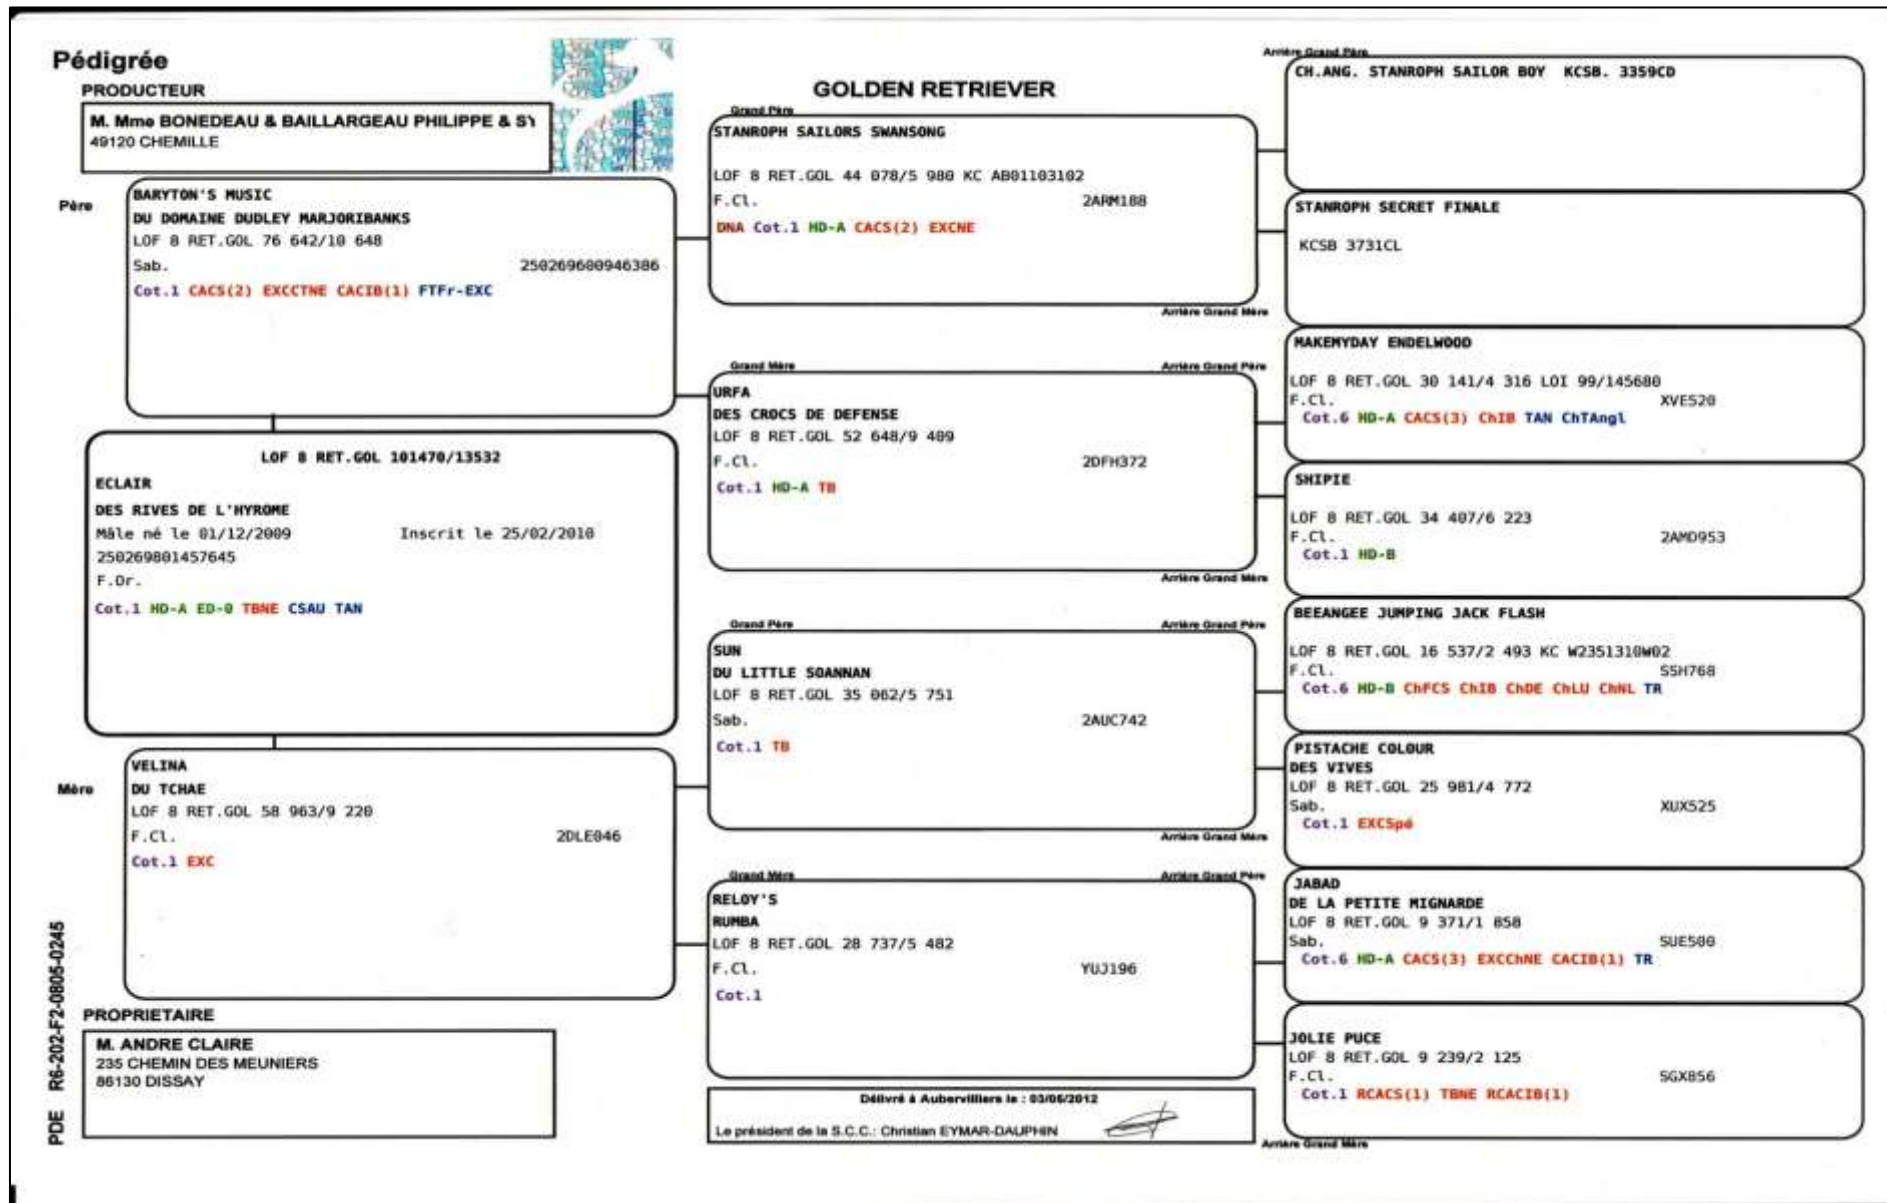 Pédigrée
PRODUCTEUR
M. Mme BONEDEAU & BAILLARGEAU PHILIPPE & SY
49120 CHEMILLE
GOLDEN RETRIEVER
Père
BARYTON'S MUSIC
DU DOMAINE DUDLEY MARJORIBANKS
LOF 8 RET.GOL 76 642/10 648
Sab. 250269600946386
Cot.1 CACS(2) EXCCTNE CACIB(1) FTFr-EXC
LOF 8 RET.GOL 101470/13532
ECLAIR
DES RIVES DE L'HYROME
Mâle né le 01/12/2009 Inscrit le 25/02/2010
250269801457645
F.Or.
Cot.1 HD-A ED-0 TBNE CSAU TAN
Mère
VELINA
DU TCHAE
LOF 8 RET.GOL 58 963/9 220
F.Cl. 2DLE046
Cot.1 EXC
PROPRIETAIRE
M. ANDRE CLAIRE
235 CHEMIN DES MEUNIERS
86130 DISSAY
PDE R6-202-F2-0805-0245
Grand Père
STANROPH SAILORS SWANSONG
LOF 8 RET.GOL 44 078/5 980 KC AB01103102
F.Cl. 2ARM188
DNA Cot.1 HD-A CACS(2) EXCNE
Arrière Grand Mère
Grand Mère
Arrière Grand Père
URFA
DES CROCS DE DEFENSE
LOF 8 RET.GOL 52 648/9 409
F.Cl. 2DFH372
Cot.1 HD-A TB
Arrière Grand Mère
Grand Père
Arrière Grand Père
SUN
DU LITTLE SOANNAN
LOF 8 RET.GOL 35 062/5 751
Sab. 2AUC742
Cot.1 TB
Arrière Grand Mère
Grand Mère
Arrière Grand Père
RELOY'S
RUMBA
LOF 8 RET.GOL 28 737/5 482
F.Cl. YUJ196
Cot.1
Délivré à Aubervilliers le : 03/05/2012
Le président de la S.C.C.: Christian EYMAR-DAUPHIN
Arrière Grand Père
CH.ANG. STANROPH SAILOR BOY KCSB. 3359CD
STANROPH SECRET FINALE
KCSB 3731CL
MAKEMYDAY ENDELWOOD
LOF 8 RET.GOL 30 141/4 316 LOI 99/145680
F.Cl. XVE520
Cot.6 HD-A CACS(3) ChIB TAN ChTAngl
SHIPIE
LOF 8 RET.GOL 34 407/6 223
F.Cl. 2AMD953
Cot.1 HD-B
BEEANGEE JUMPING JACK FLASH
LOF 8 RET.GOL 16 537/2 493 KC W2351310W02
F.Cl. SSH768
Cot.6 HD-B ChFCS ChIB ChDE ChLU ChNL TR
PISTACHE COLOUR
DES VIVES
LOF 8 RET.GOL 25 981/4 772
Sab. XUX525
Cot.1 EXCSpé
JABAD
DE LA PETITE MIGNARDE
LOF 8 RET.GOL 9 371/1 858
Sab. SUE500
Cot.6 HD-A CACS(3) EXCChNE CACIB(1) TR
JOLIE PUCE
LOF 8 RET.GOL 9 239/2 125
F.Cl. SGX856
Cot.1 RCACS(1) TBNE RCACIB(1)
Arrière Grand Mère